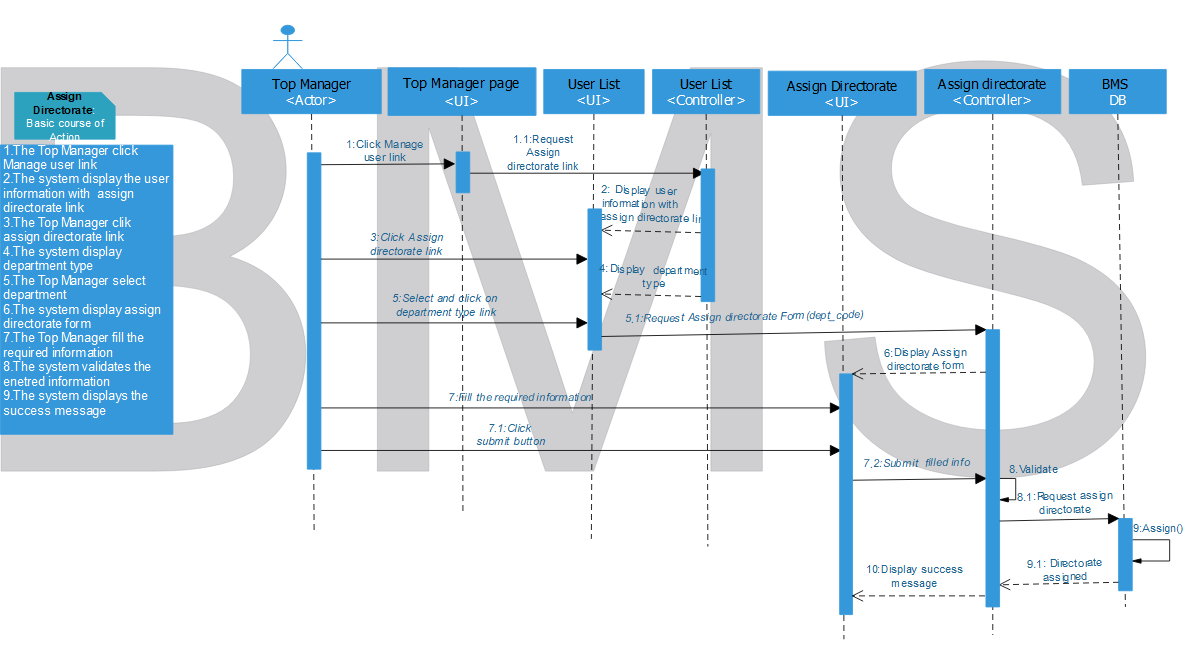 BMS
Top Manager
<Actor>
Top Manager page
<UI>
User List
<UI>
User List
<Controller>
Assign Directorate
<UI>
Assign directorate
<Controller>
BMS
DB
Assign
Directorate:
Basic course of
Action
1.The Top Manager click
Manage user link
2.The system display the user
information with assign
directorate link
3.The Top Manager clik
assign directorate link
4.The system display
department type
5.The Top Manager select
department
6.The system display assign
directorate form
7.The Top Manager fill the
required information
8.The system validates the
enetred information
9.The system displays the
success message
1:Click Manage
user link
1.1:Request
Assign
directorate link
2: Display user
information with
assign directorate lin
3:Click Assign
directorate link
4: Display department
type
5:Select and click on
department type link
5.1:Request Assign directorate Form(dept_code)
6:Display Assign
directorate form
7:Fill the required information
7.1:Click
submit button
7.2:Submit filled info
8.Validate
8.1:Request assign
directorate
9:Assign()
9.1: Directorate
assigned
10:Display success
message